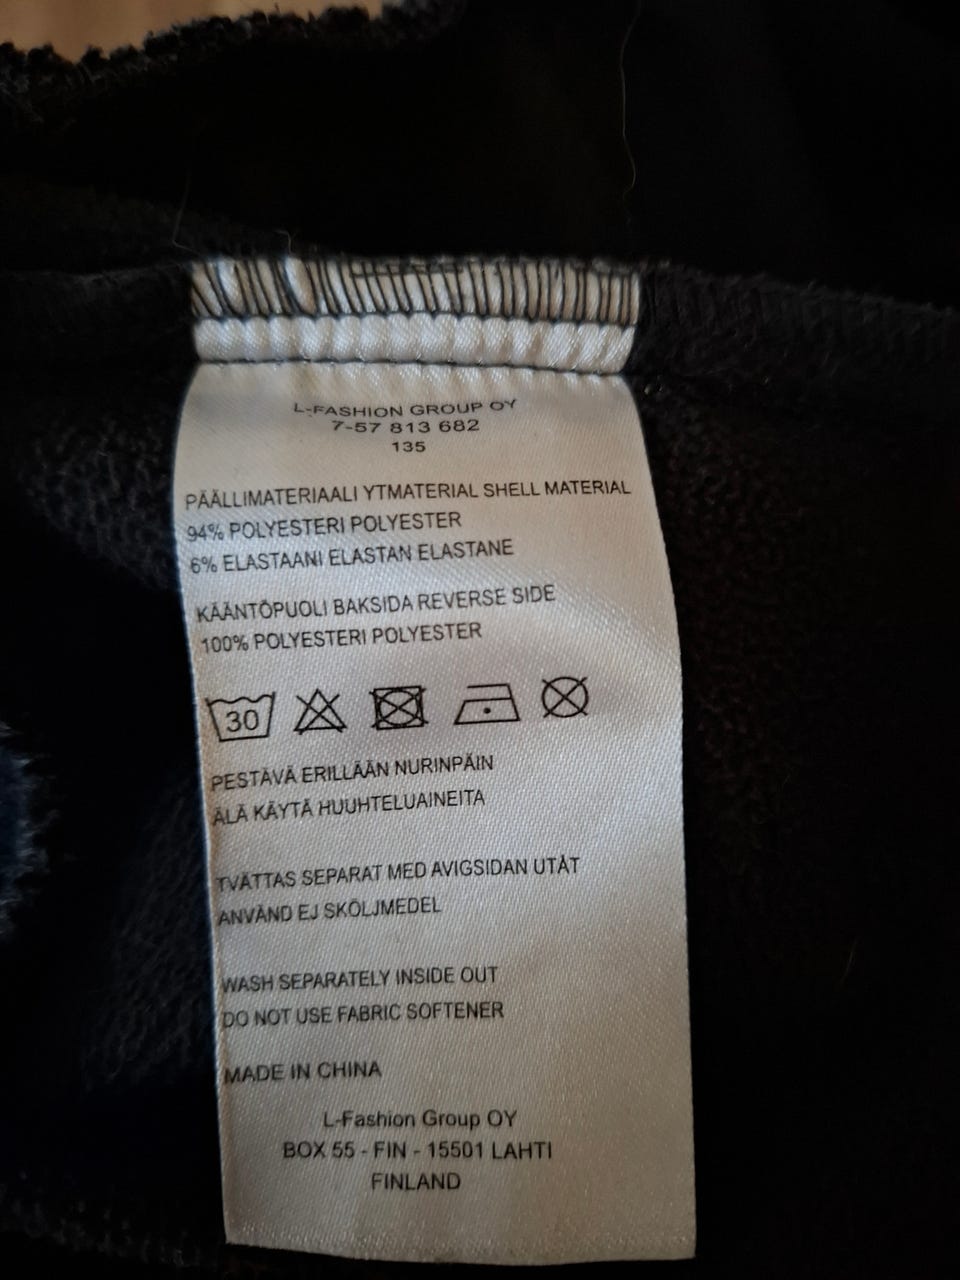 L-FASHION GROUP OY
7-57 813 682
135
PÄÄLLIMATERIAALI YTMATERIAL SHELL MATERIAL
94% POLYESTERI POLYESTER
6% ELASTAANI ELASTAN ELASTANE
KÄÄNTÖPUOLI BAKSIDA REVERSE SIDE
100% POLYESTERI POLYESTER
30
PESTÄVÄ ERILLÄÄN NURINPÄIN
ÄLÄ KÄYTÄ HUUHTELUAINEITA
TVÄTTAS SEPARAT MED AVIGSIDAN UTÅT
ANVÄND EJ SKÖLJMEDEL
WASH SEPARATELY INSIDE OUT
DO NOT USE FABRIC SOFTENER
MADE IN CHINA
L-Fashion Group OY
BOX 55 - FIN - 15501 LAHTI
FINLAND